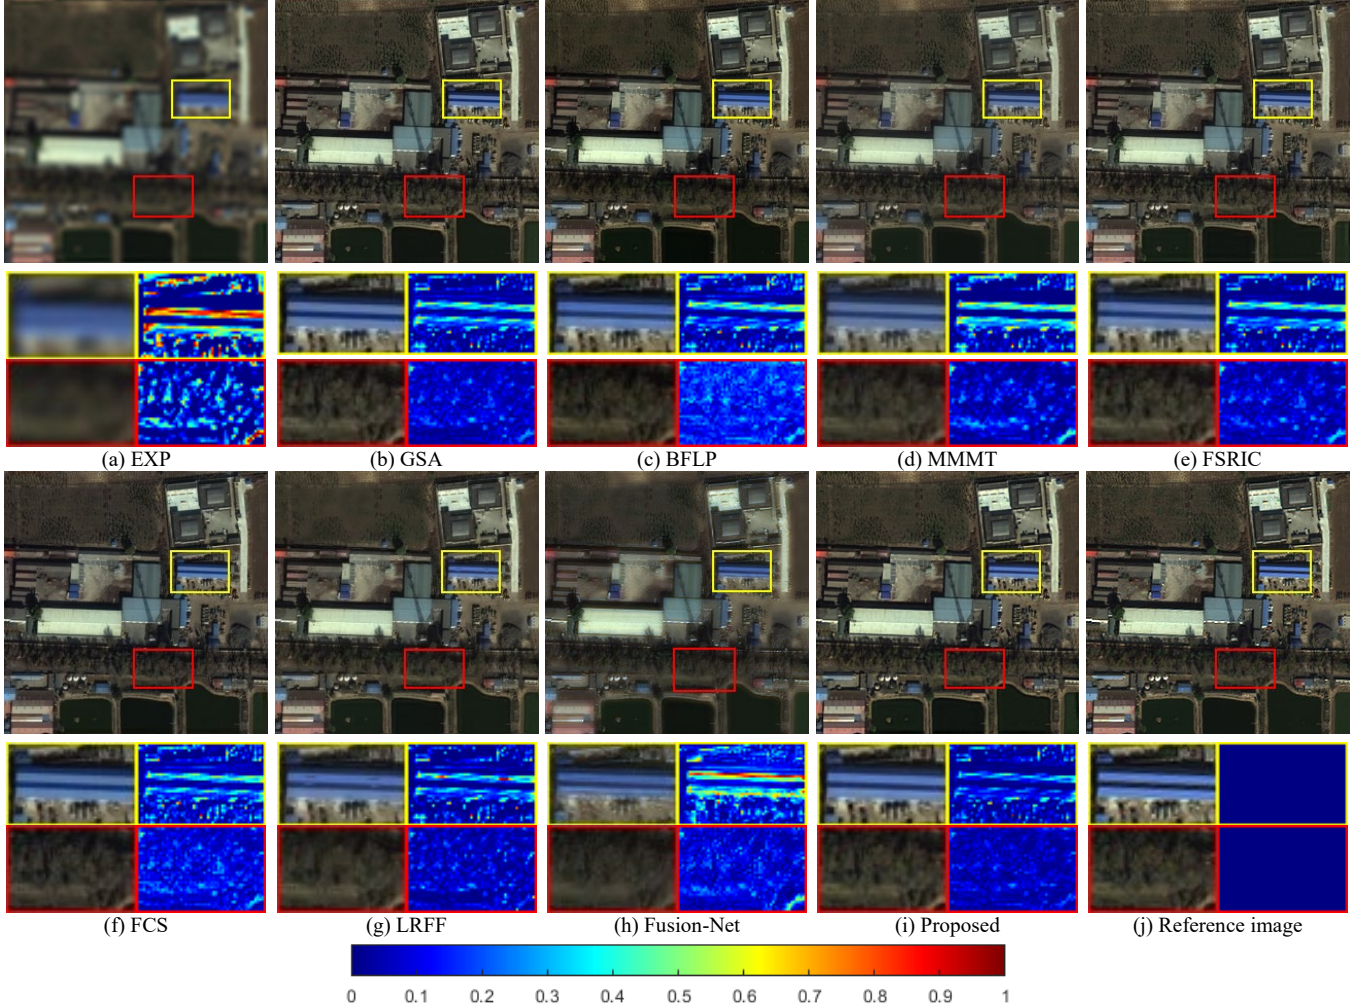 (a) EXP
(b) GSA
(c) BFLP
(d) MMMT
(e) FSRIC
(f) FCS
(g) LRFF
(h) Fusion-Net
(i) Proposed
(j) Reference image
0 0.1 0.2 0.3 0.4 0.5 0.6 0.7 0.8 0.9 1